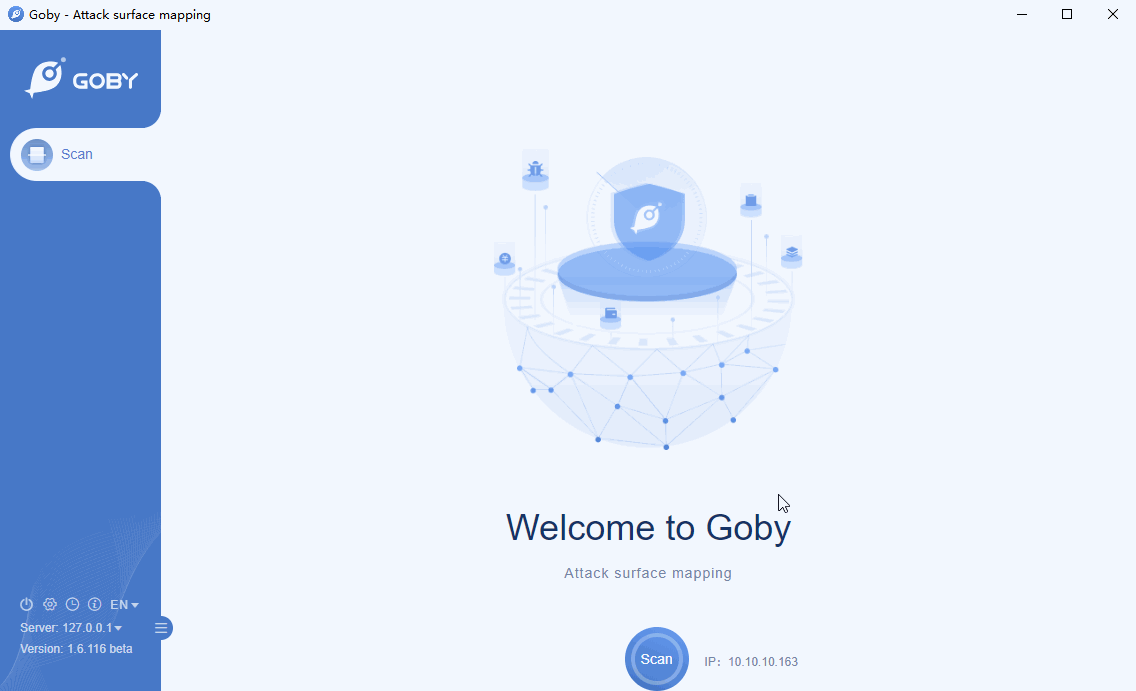 Goby - Attack surface mapping
GOBY
Scan
Welcome to Goby
Attack surface mapping
Scan
IP: 10.10.10.163
EN
Server: 127.0.0.1
Version: 1.6.116 beta